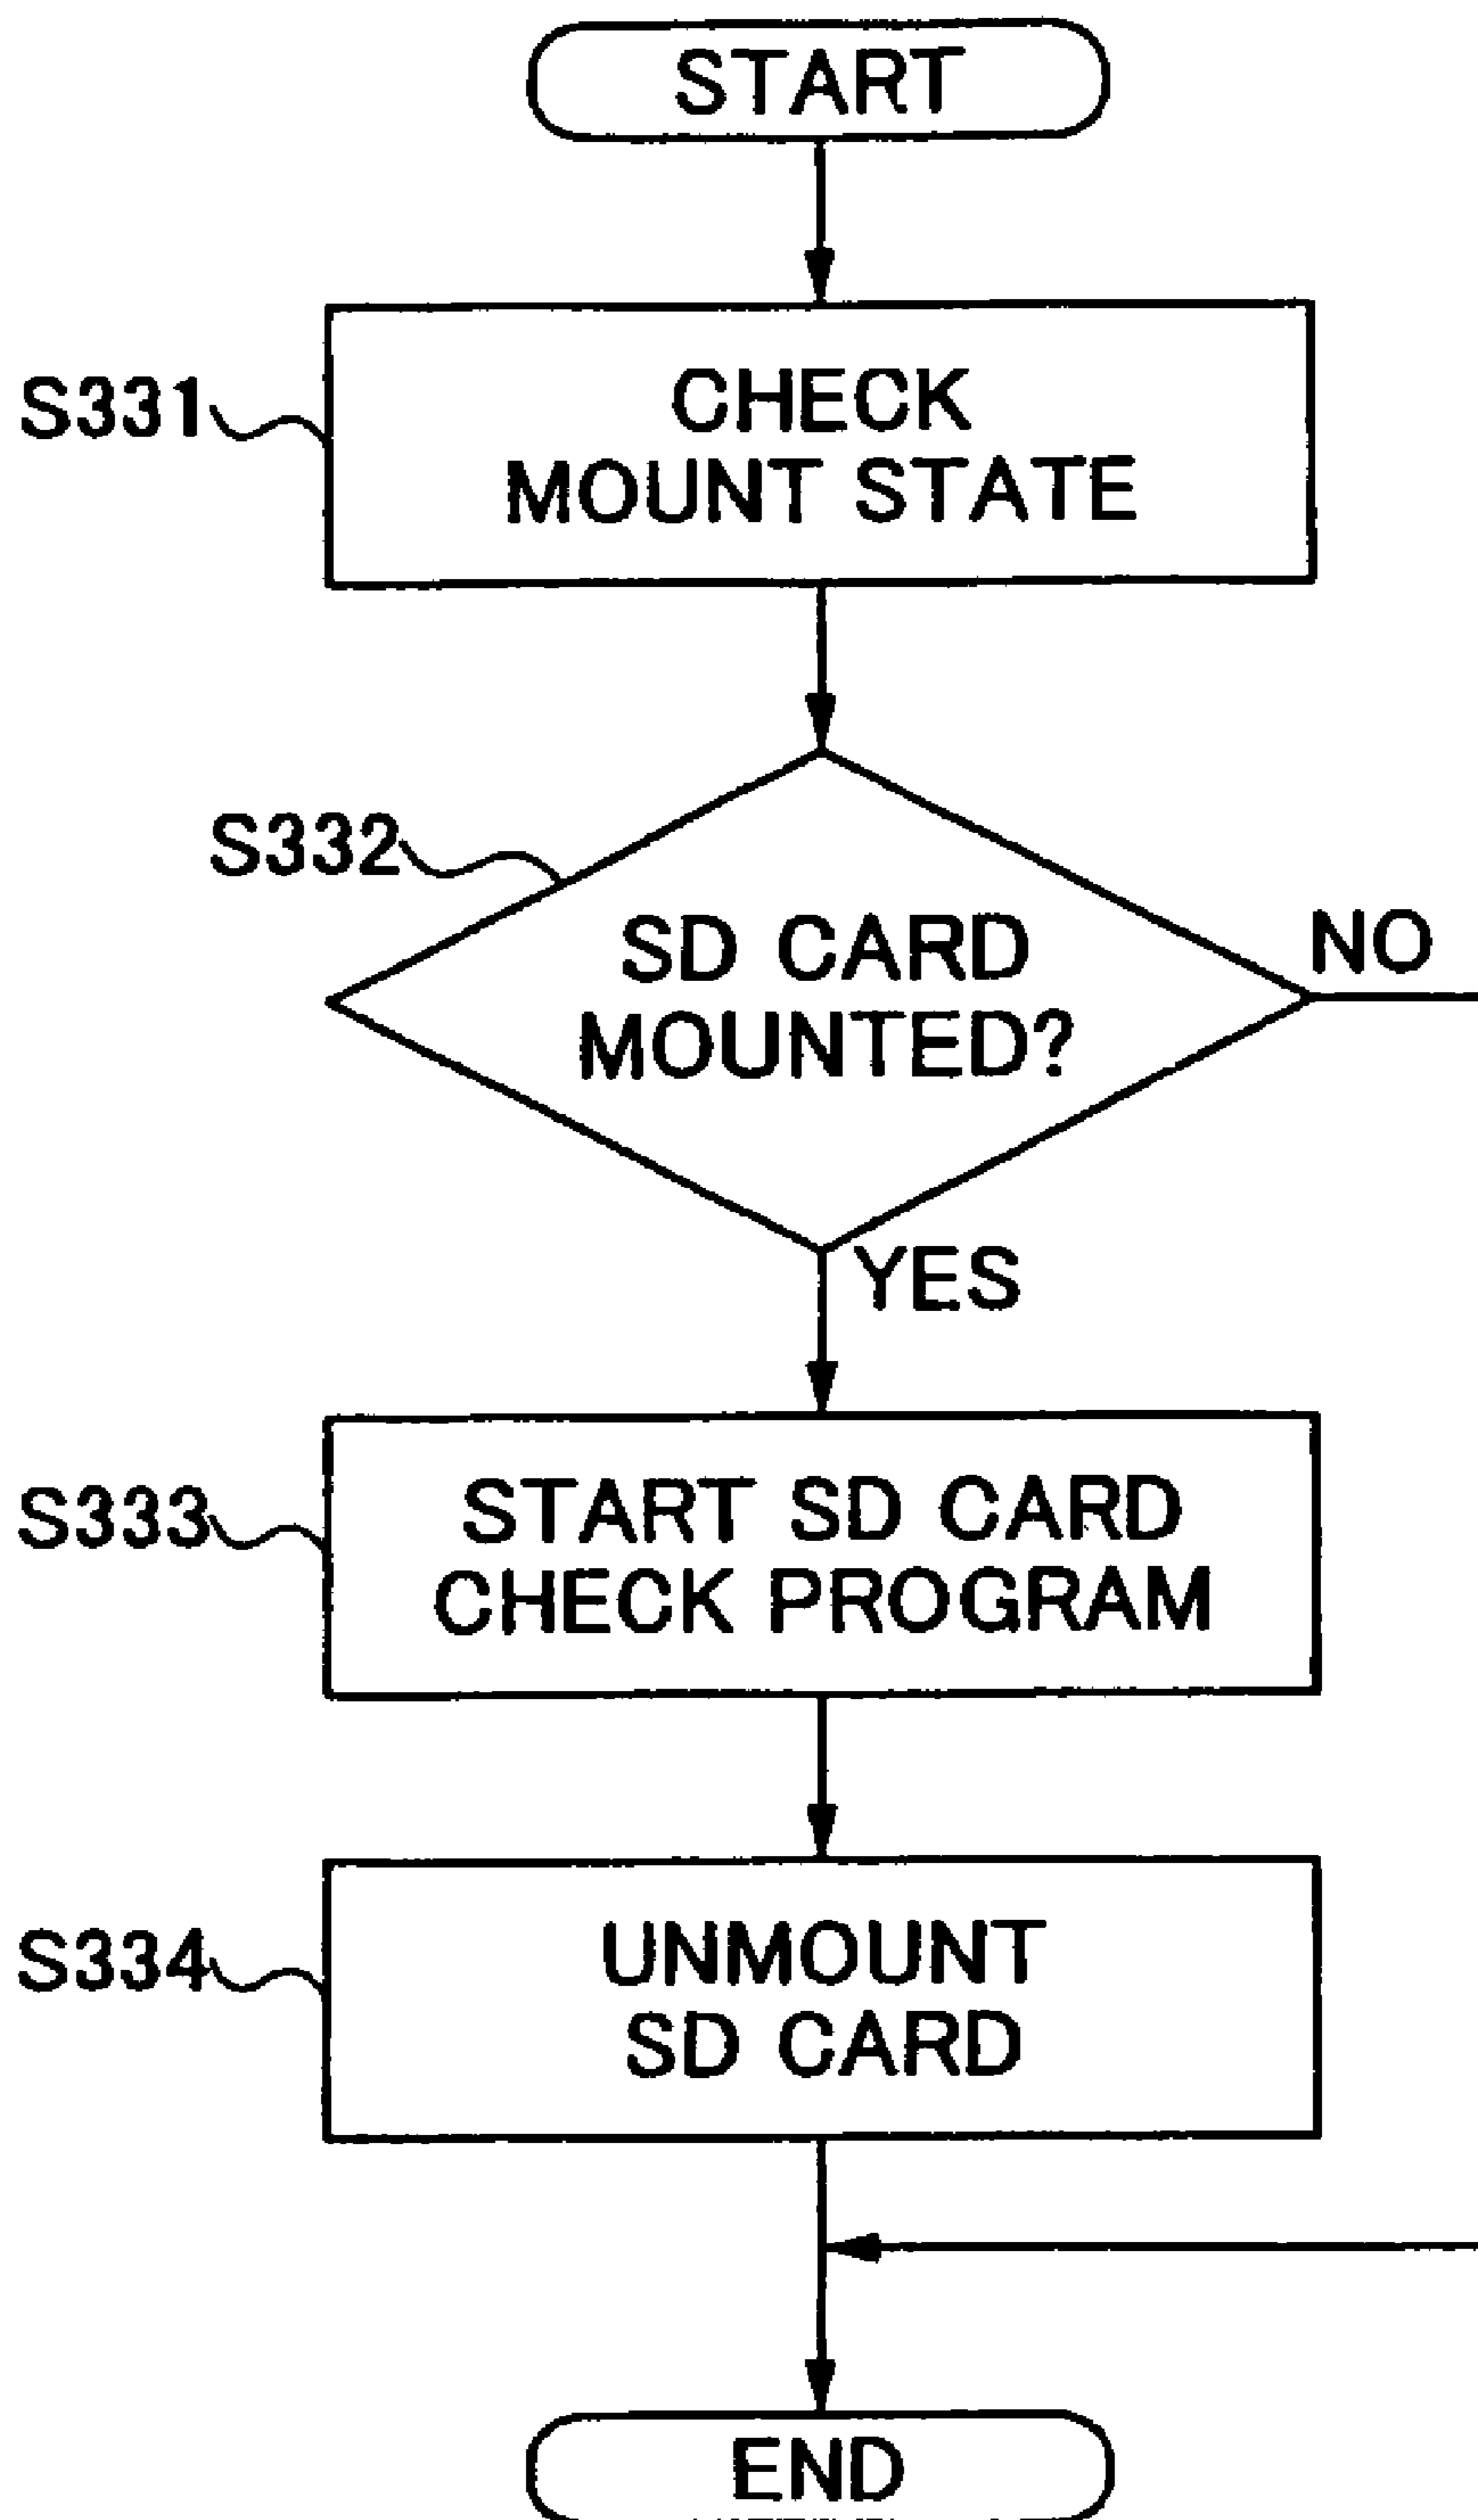 START
S331
CHECK
MOUNT STATE
S332
SD CARD
MOUNTED?
NO
YES
S333
START SD CARD
CHECK PROGRAM
S334
UNMOUNT
SD CARD
END